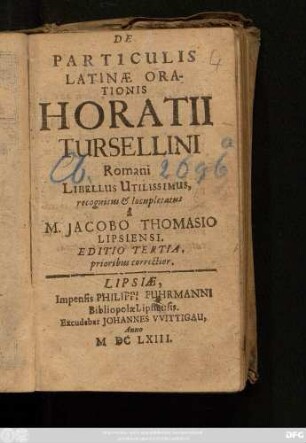 DE
PARTICULIS
LATINÆ ORA-
TIONIS
HORATII
TURSELLINI
Romani
LIBELLUS UTILISSIMUS,
recognitus & locupletatus
à
M. JACOBO THOMASIO
LIPSIENSI.
EDITIO TERTIA,
prioribus correctior.
LIPSIÆ,
Impensis PHILIPPI FUHRMANNI
Bibliopolæ Lipsiensis.
Excudebat JOHANNES VVITTIGAU,
Anno
M DC LXIII.